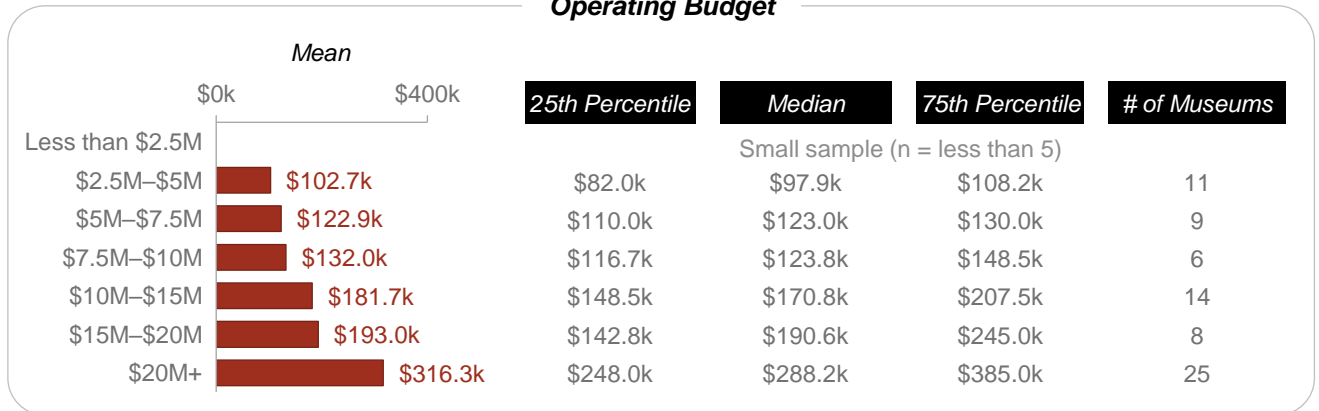 Operating Budget
Mean
$0k $400k 25th Percentile Median 75th Percentile # of Museums
Less than $2.5M Small sample (n = less than 5)
$2.5M–$5M $102.7k $82.0k $97.9k $108.2k 11
$5M–$7.5M $122.9k $110.0k $123.0k $130.0k 9
$7.5M–$10M $132.0k $116.7k $123.8k $148.5k 6
$10M–$15M $181.7k $148.5k $170.8k $207.5k 14
$15M–$20M $193.0k $142.8k $190.6k $245.0k 8
$20M+ $316.3k $248.0k $288.2k $385.0k 25